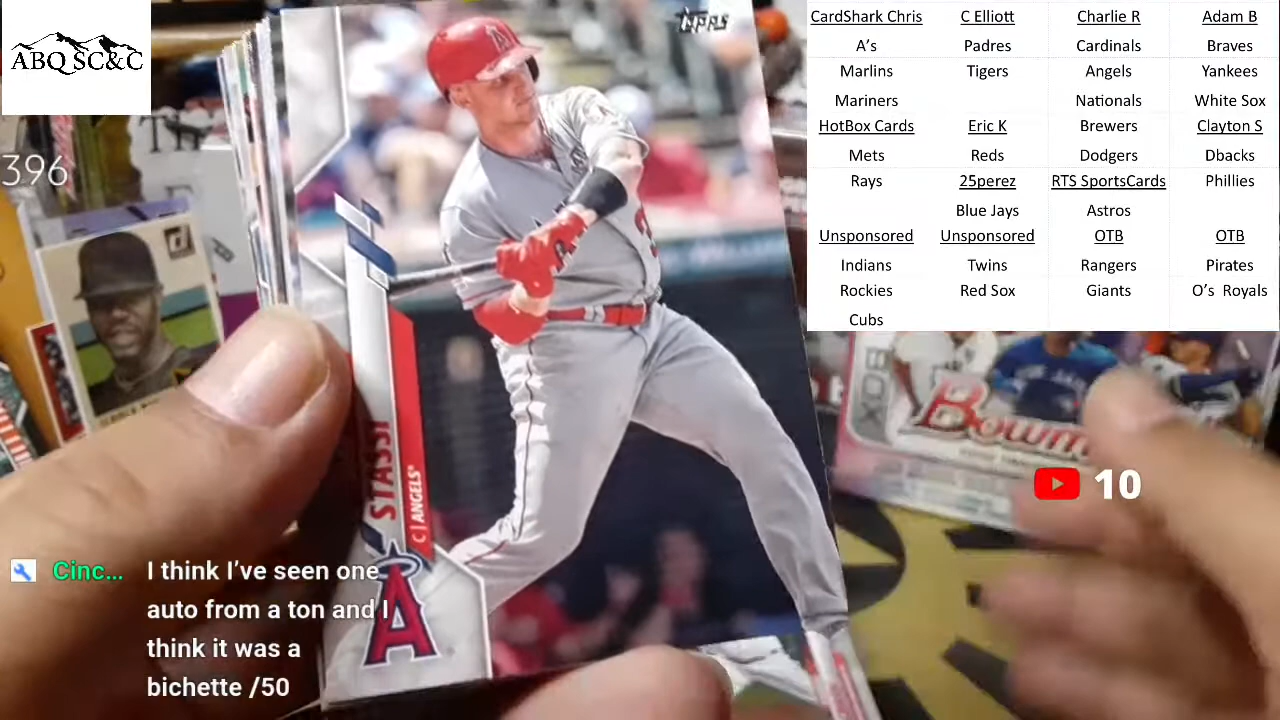 ABQ SC&C
396
Topps
STASSI
C | ANGELS
A
BOX
Bowm
CardShark Chris C Elliott Charlie R Adam B
A's Padres Cardinals Braves
Marlins Tigers Angels Yankees
Mariners Nationals White Sox
HotBox Cards Eric K Brewers Clayton S
Mets Reds Dodgers Dbacks
Rays 25perez RTS SportsCards Phillies
Blue Jays Astros
Unsponsored Unsponsored OTB OTB
Indians Twins Rangers Pirates
Rockies Red Sox Giants O's Royals
Cubs
10
Cinc... I think I've seen one
auto from a ton and I
think it was a
bichette /50